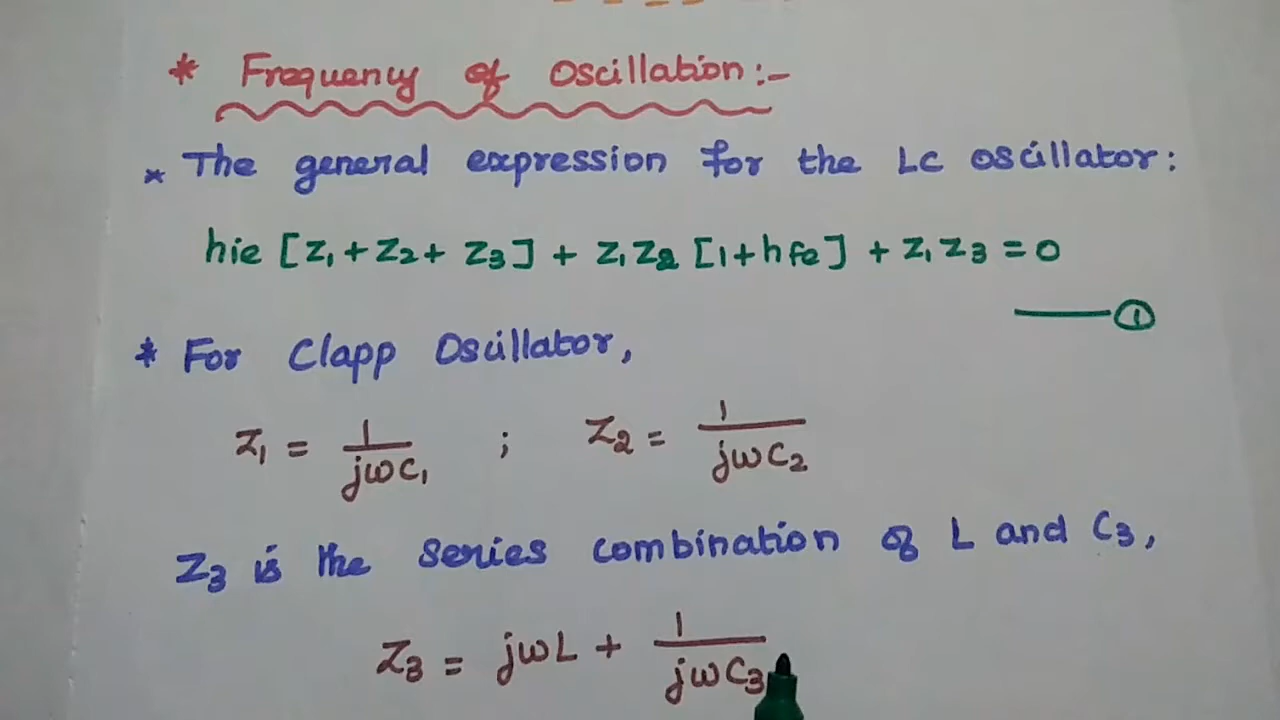 * Frequency of Oscillation:-
* The general expression for the LC oscillator:
hie [Z₁+Z₂+ Z₃] + Z₁Z₂ [1+hfe] + Z₁Z₃ = 0
—— ①
* For Clapp Oscillator,
Z₁ = 1/jωC₁ ; Z₂ = 1/jωC₂
Z₃ is the series combination of L and C₃,
Z₃ = jωL + 1/jωC₃